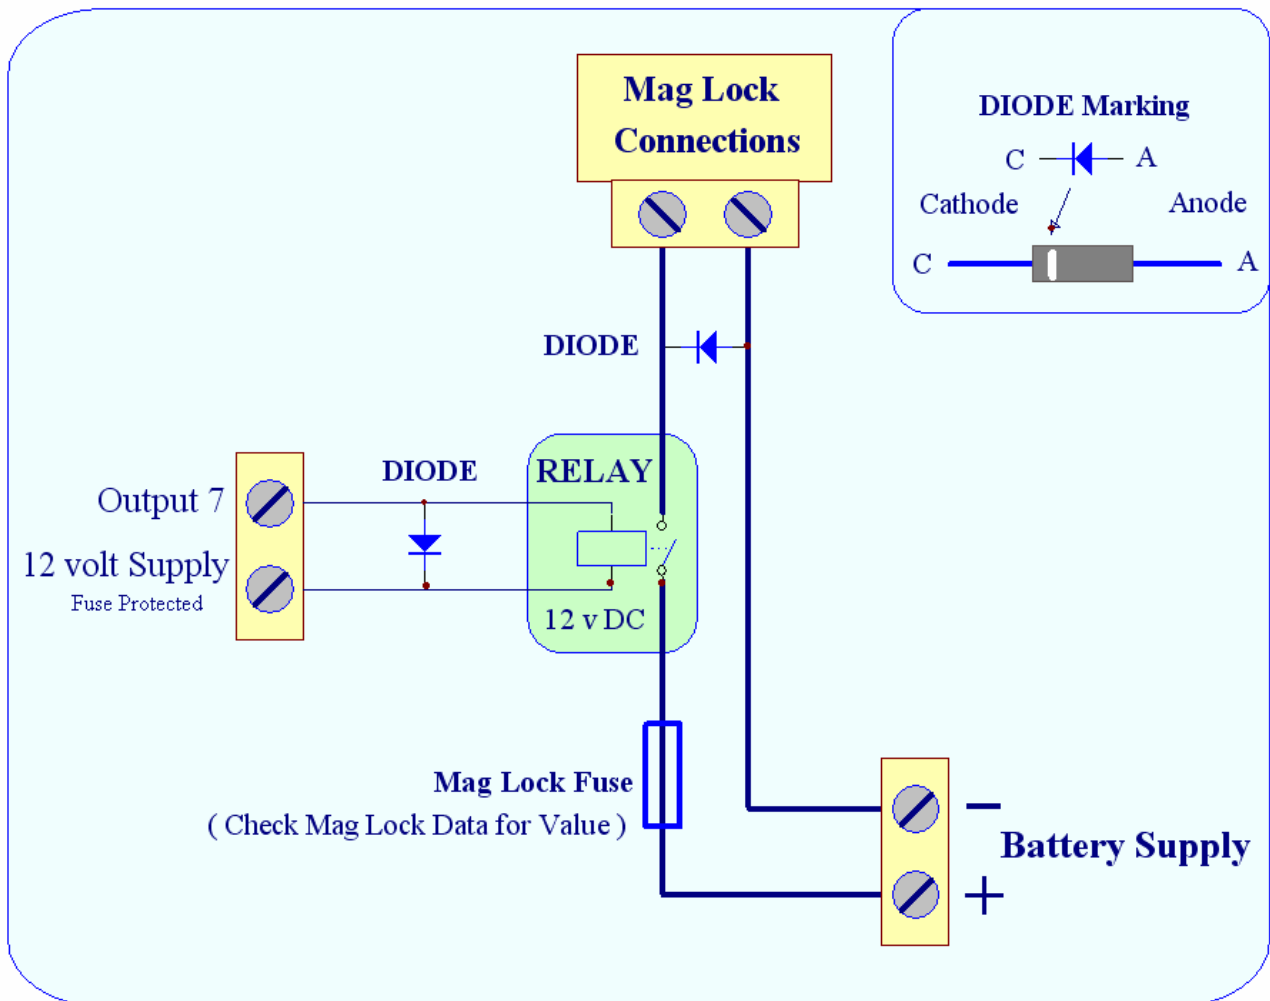 Mag Lock
Connections
DIODE Marking
C A
Cathode Anode
C A
DIODE
DIODE
RELAY
Output 7
12 volt Supply
Fuse Protected
12 v DC
Mag Lock Fuse
( Check Mag Lock Data for Value )
−
Battery Supply
+